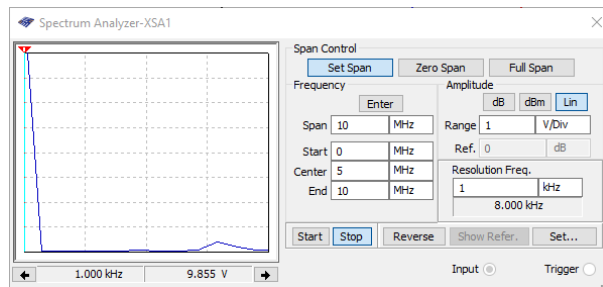 Spectrum Analyzer-XSA1
1
Span Control
Set Span Zero Span Full Span
Frequency
Enter
Span 10 MHz
Start 0 MHz
Center 5 MHz
End 10 MHz
Amplitude
dB dBm Lin
Range 1 V/Div
Ref. 0 dB
Resolution Freq.
1 kHz
8.000 kHz
Start Stop Reverse Show Refer. Set...
1.000 kHz 9.855 V
Input Trigger